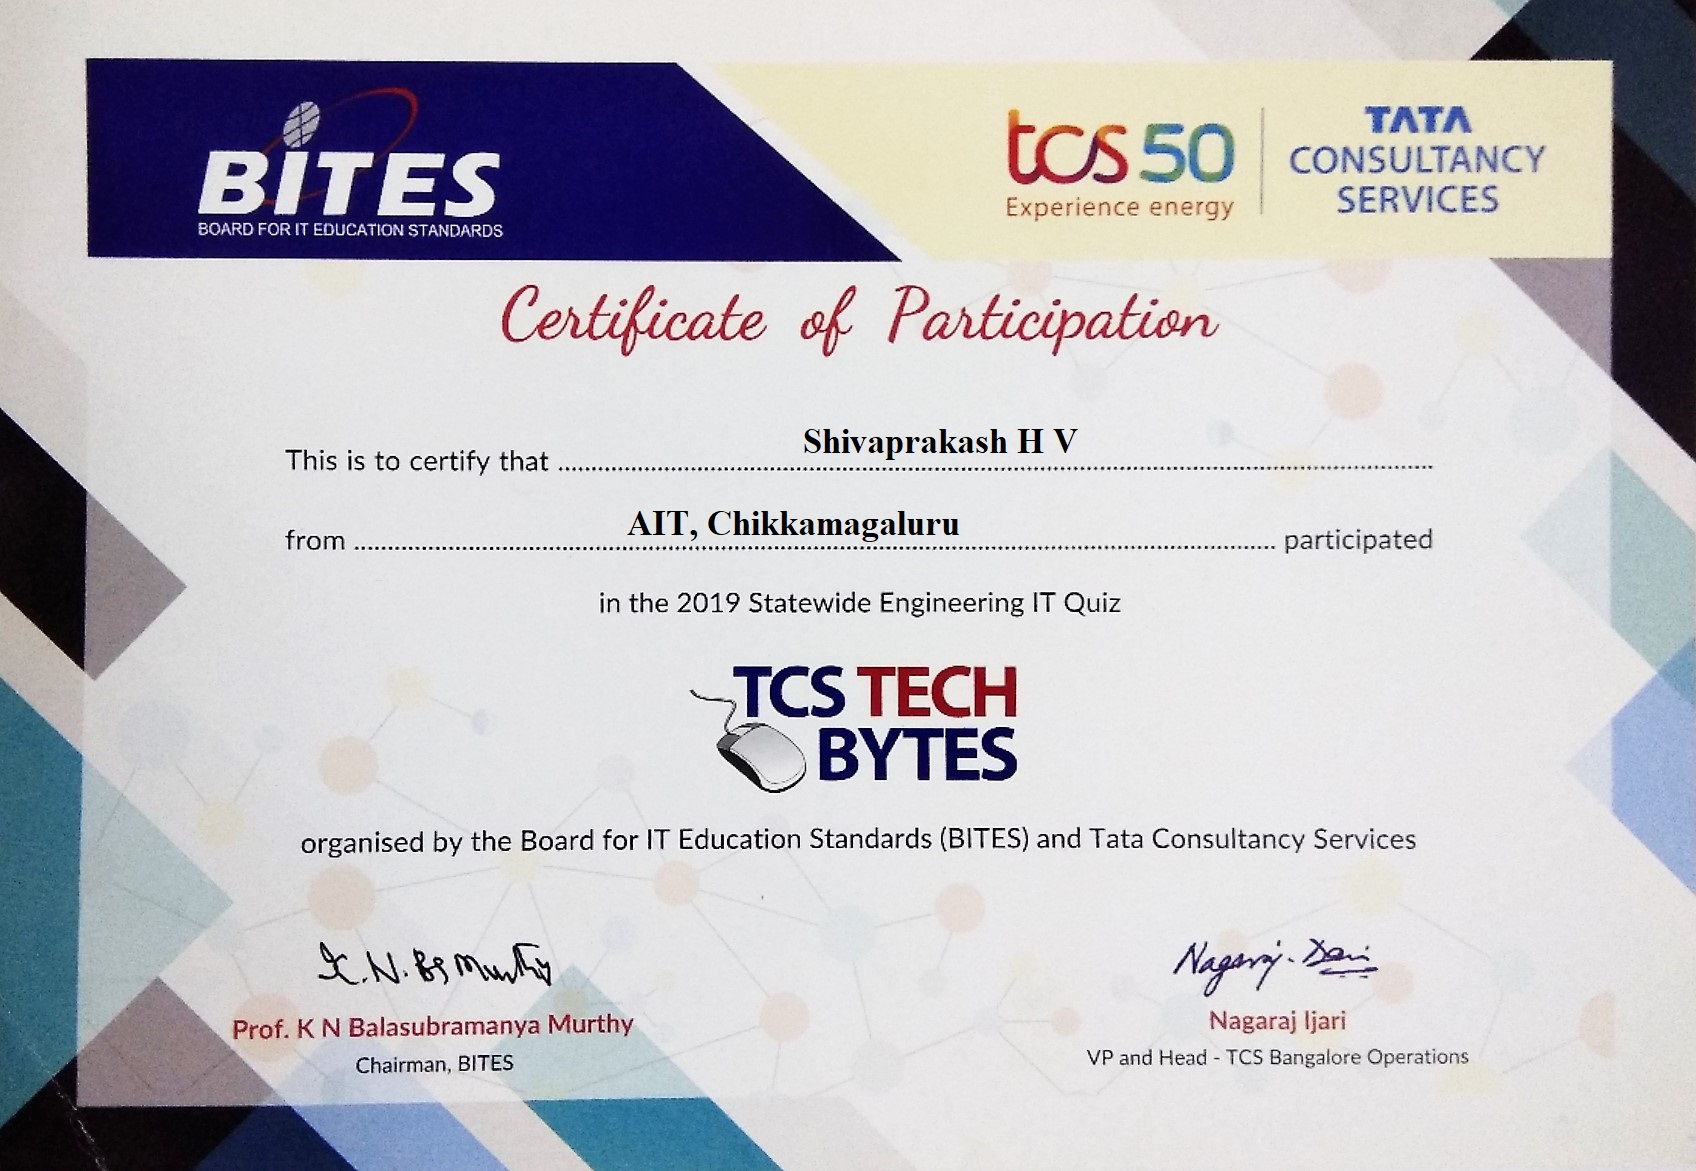 BITES
BOARD FOR IT EDUCATION STANDARDS
tcs 50
Experience energy
TATA
CONSULTANCY
SERVICES
Certificate of Participation
This is to certify that Shivaprakash H V
from AIT, Chikkamagaluru participated
in the 2019 Statewide Engineering IT Quiz
TCS TECH
BYTES
organised by the Board for IT Education Standards (BITES) and Tata Consultancy Services
K.N.BS Murthy
Nagaraj. Ijari
Prof. K N Balasubramanya Murthy
Chairman, BITES
Nagaraj Ijari
VP and Head - TCS Bangalore Operations